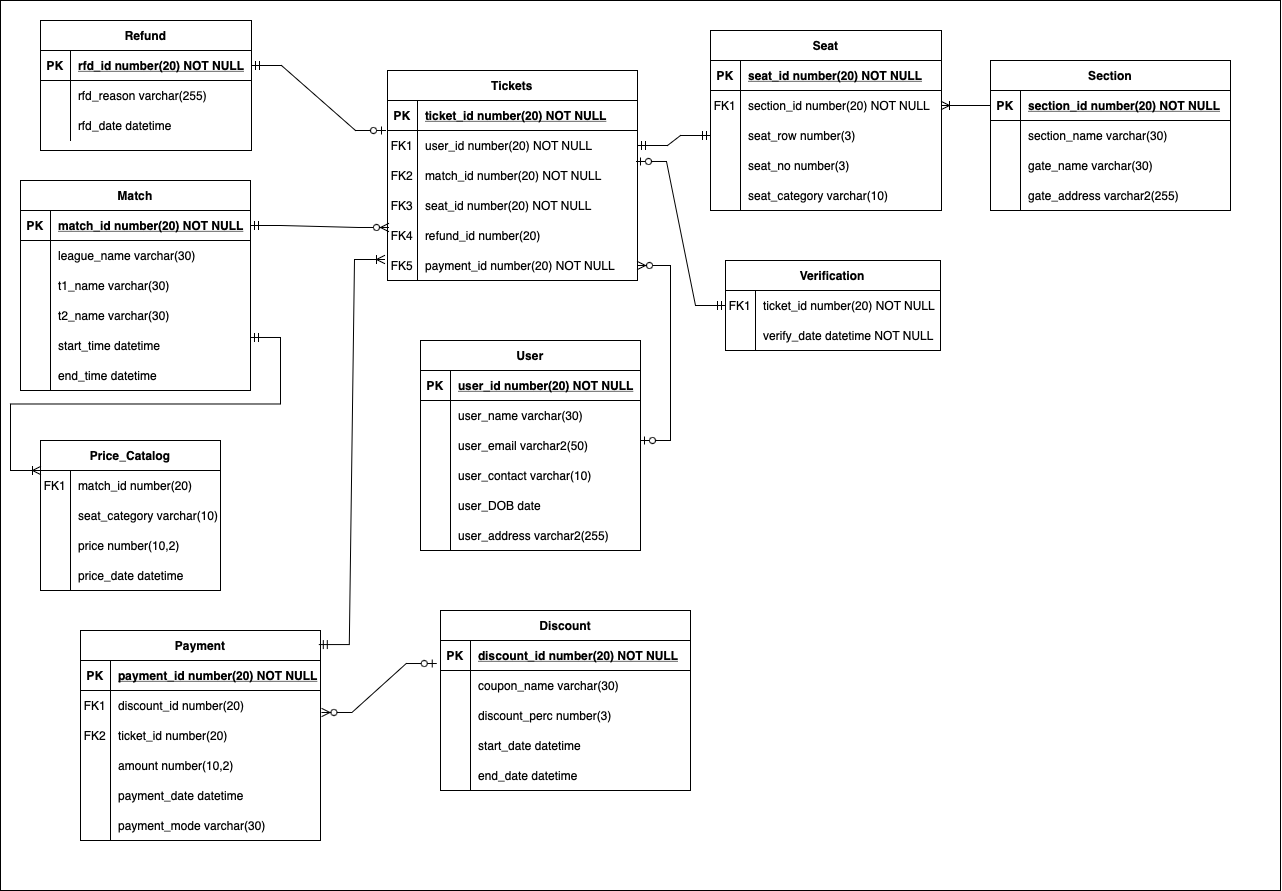 Refund
PK rfd_id number(20) NOT NULL
rfd_reason varchar(255)
rfd_date datetime
Tickets
PK ticket_id number(20) NOT NULL
FK1 user_id number(20) NOT NULL
FK2 match_id number(20) NOT NULL
FK3 seat_id number(20) NOT NULL
FK4 refund_id number(20)
FK5 payment_id number(20) NOT NULL
Seat
PK seat_id number(20) NOT NULL
FK1 section_id number(20) NOT NULL
seat_row number(3)
seat_no number(3)
seat_category varchar(10)
Section
PK section_id number(20) NOT NULL
section_name varchar(30)
gate_name varchar(30)
gate_address varchar2(255)
Match
PK match_id number(20) NOT NULL
league_name varchar(30)
t1_name varchar(30)
t2_name varchar(30)
start_time datetime
end_time datetime
Verification
FK1 ticket_id number(20) NOT NULL
verify_date datetime NOT NULL
User
PK user_id number(20) NOT NULL
user_name varchar(30)
user_email varchar2(50)
user_contact varchar(10)
user_DOB date
user_address varchar2(255)
Price_Catalog
FK1 match_id number(20)
seat_category varchar(10)
price number(10,2)
price_date datetime
Payment
PK payment_id number(20) NOT NULL
FK1 discount_id number(20)
FK2 ticket_id number(20)
amount number(10,2)
payment_date datetime
payment_mode varchar(30)
Discount
PK discount_id number(20) NOT NULL
coupon_name varchar(30)
discount_perc number(3)
start_date datetime
end_date datetime